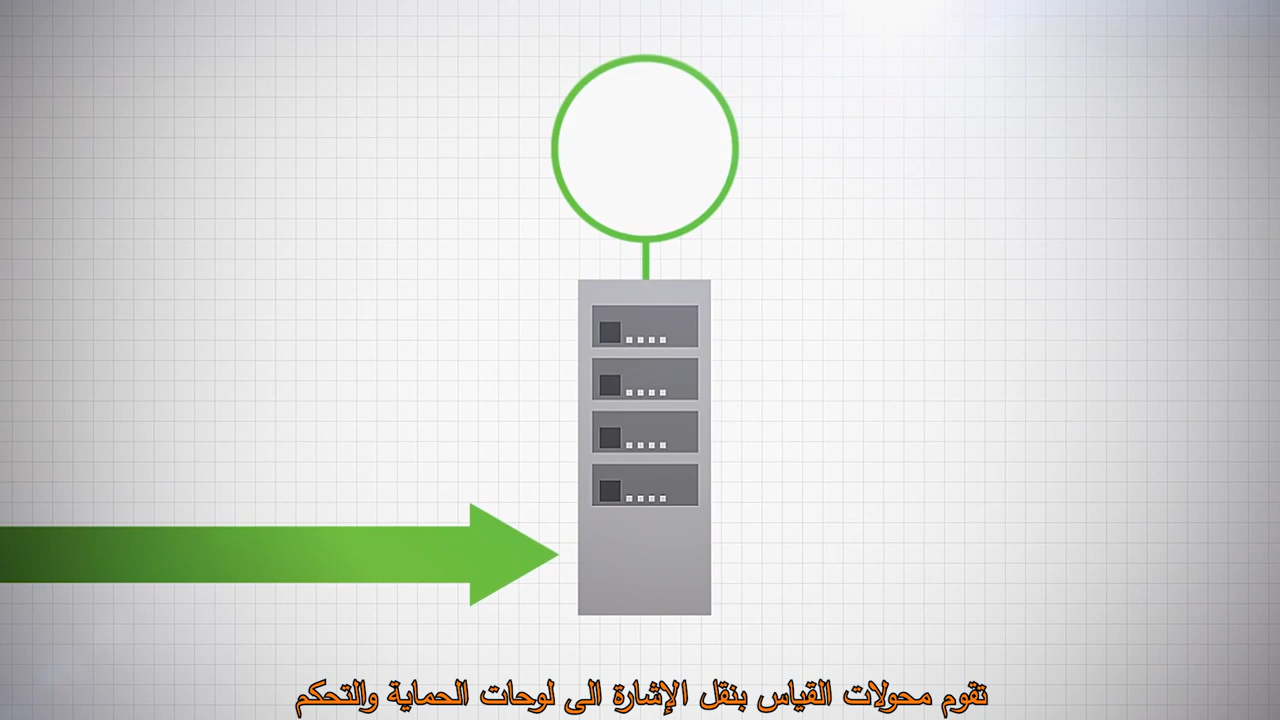 تقوم محولات القياس بنقل الإشارة الى لوحات الحماية والتحكم